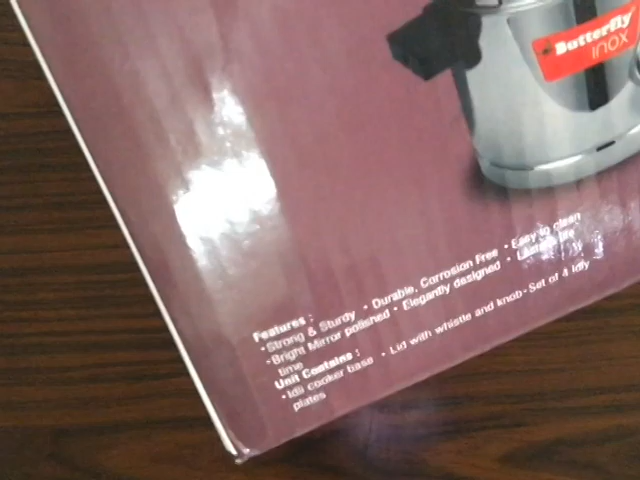 Butterfly
inox
Features :
• Strong & Sturdy • Durable, Corrosion Free • Easy to clean
• Bright Mirror polished • Elegantly designed • life
time
Unit Contains :
• Idli cooker base • Lid with whistle and knob • Set of 4 Idly
plates